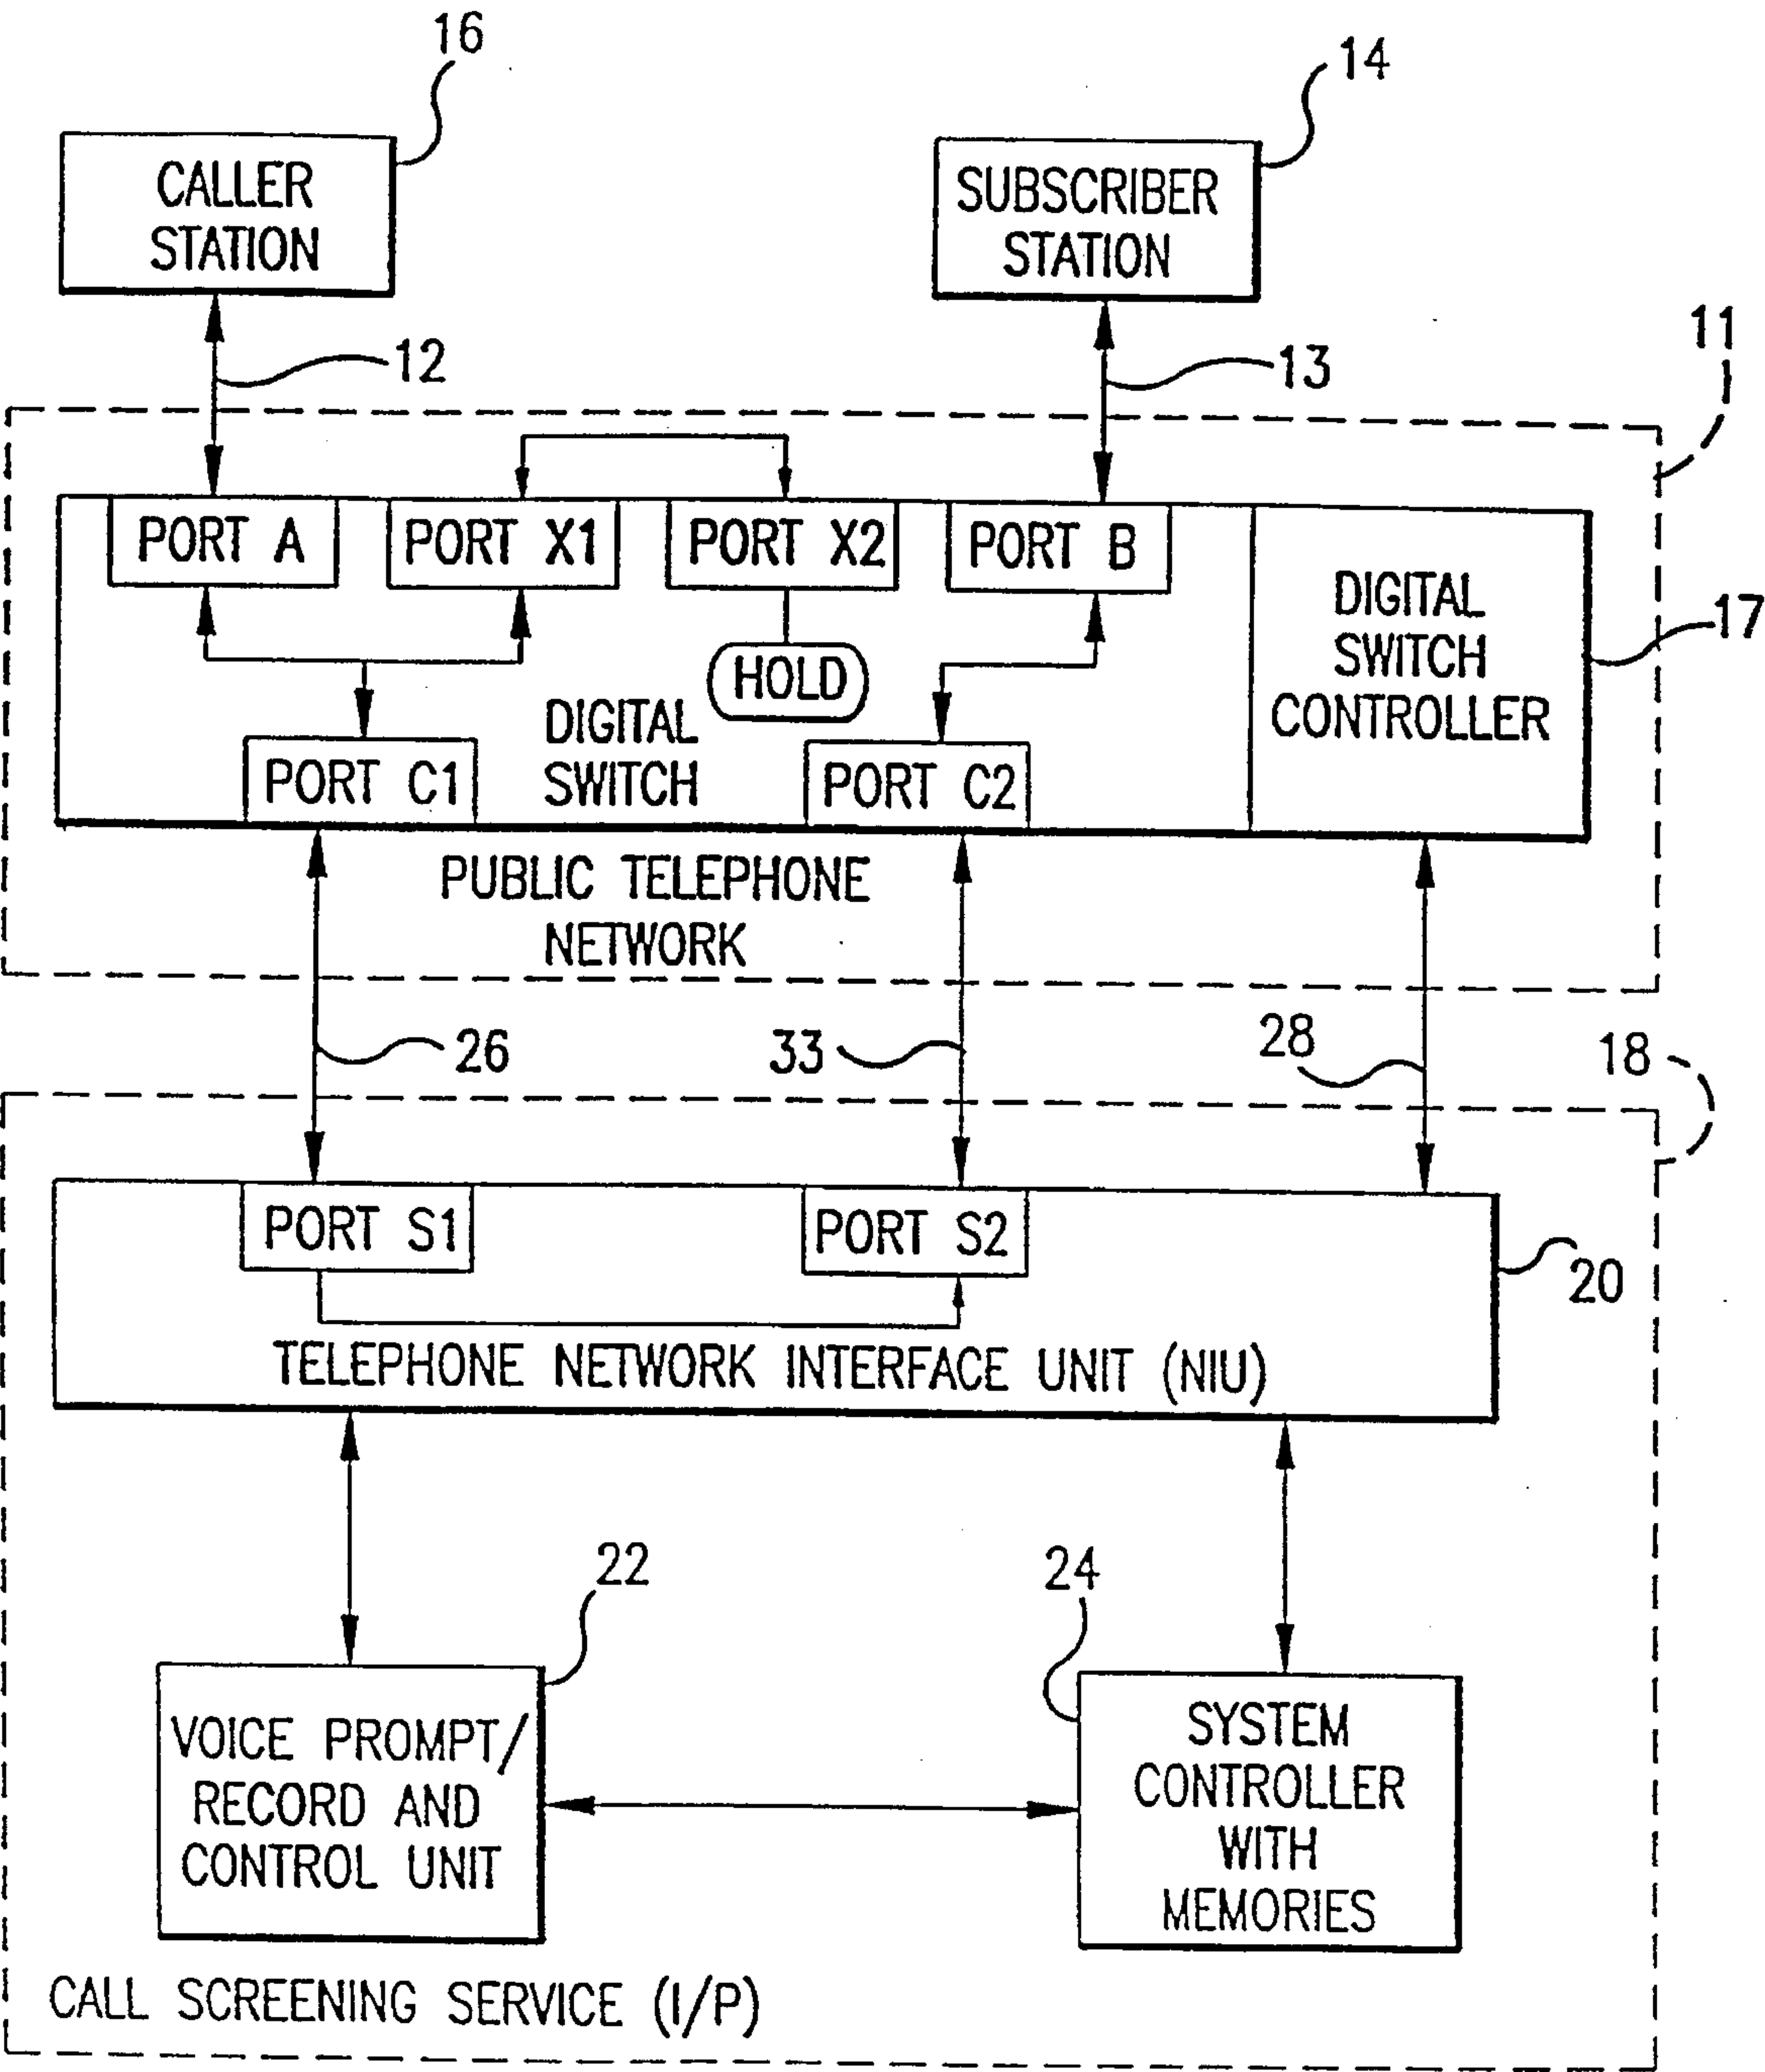 16
14
CALLER
STATION
SUBSCRIBER
STATION
11
12
13
PORT A
PORT X1
PORT X2
PORT B
DIGITAL
SWITCH
CONTROLLER
17
HOLD
DIGITAL
SWITCH
PORT C1
PORT C2
PUBLIC TELEPHONE
NETWORK
26
33
28
18
PORT S1
PORT S2
20
TELEPHONE NETWORK INTERFACE UNIT (NIU)
22
24
VOICE PROMPT/
RECORD AND
CONTROL UNIT
SYSTEM
CONTROLLER
WITH
MEMORIES
CALL SCREENING SERVICE (I/P)